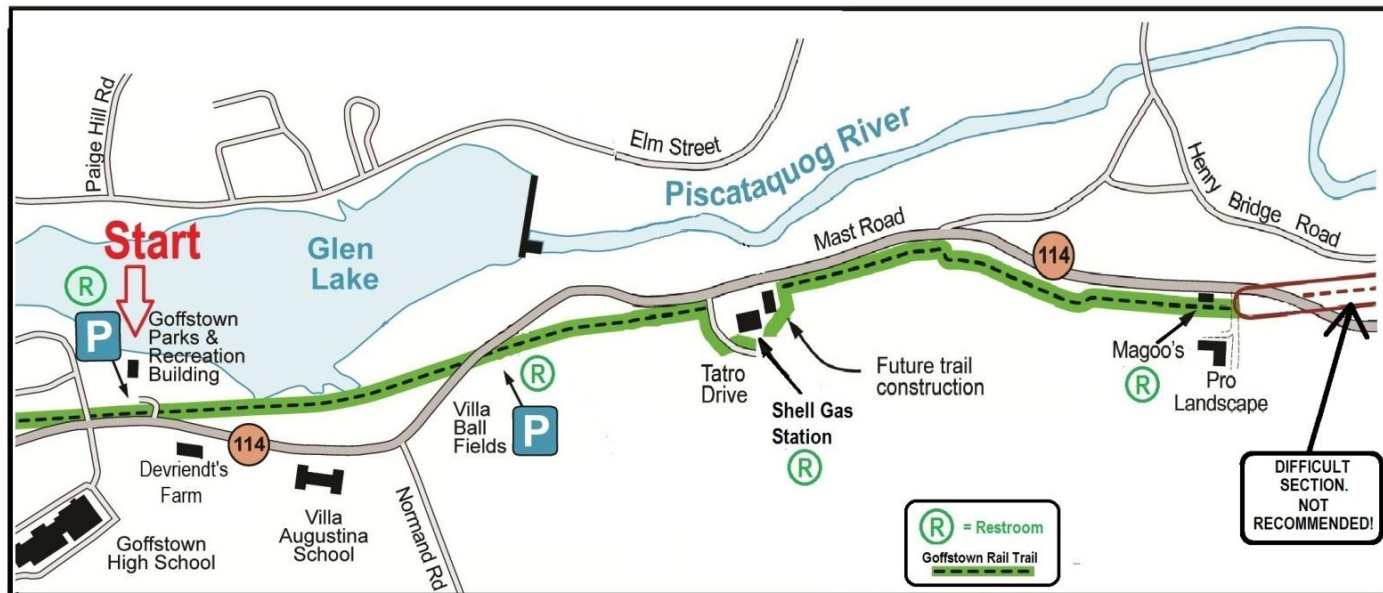 Paige Hill Rd
Elm Street
Piscataquog River
Henry Bridge Road
Mast Road
Start
Glen
Lake
R
P
Goffstown
Parks &
Recreation
Building
114
114
Devriendt's
Farm
Villa
Augustina
School
Goffstown
High School
Normand Rd
Villa
Ball
Fields
R
P
Tatro
Drive
Shell Gas
Station
R
Future trail
construction
Magoo's
R
Pro
Landscape
DIFFICULT
SECTION.
NOT
RECOMMENDED!
R = Restroom
Goffstown Rail Trail